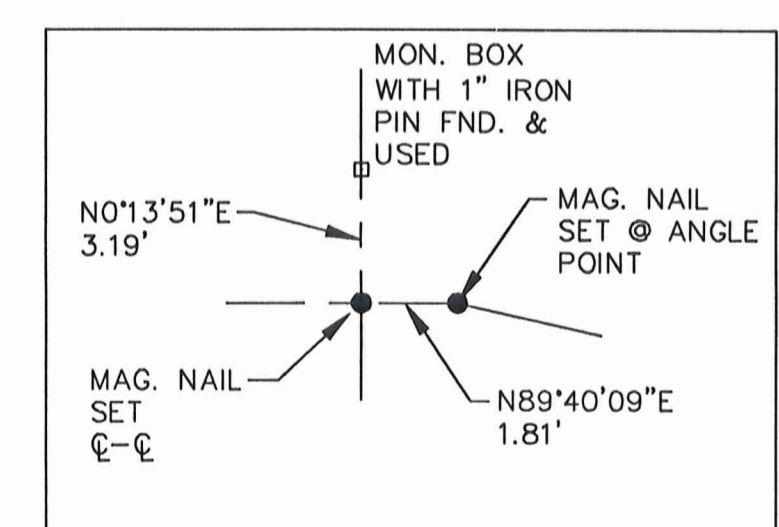 MON. BOX
WITH 1" IRON
PIN FND. &
USED
N0°13'51"E
3.19'
MAG. NAIL
SET @ ANGLE
POINT
MAG. NAIL
SET
℄-℄
N89°40'09"E
1.81'